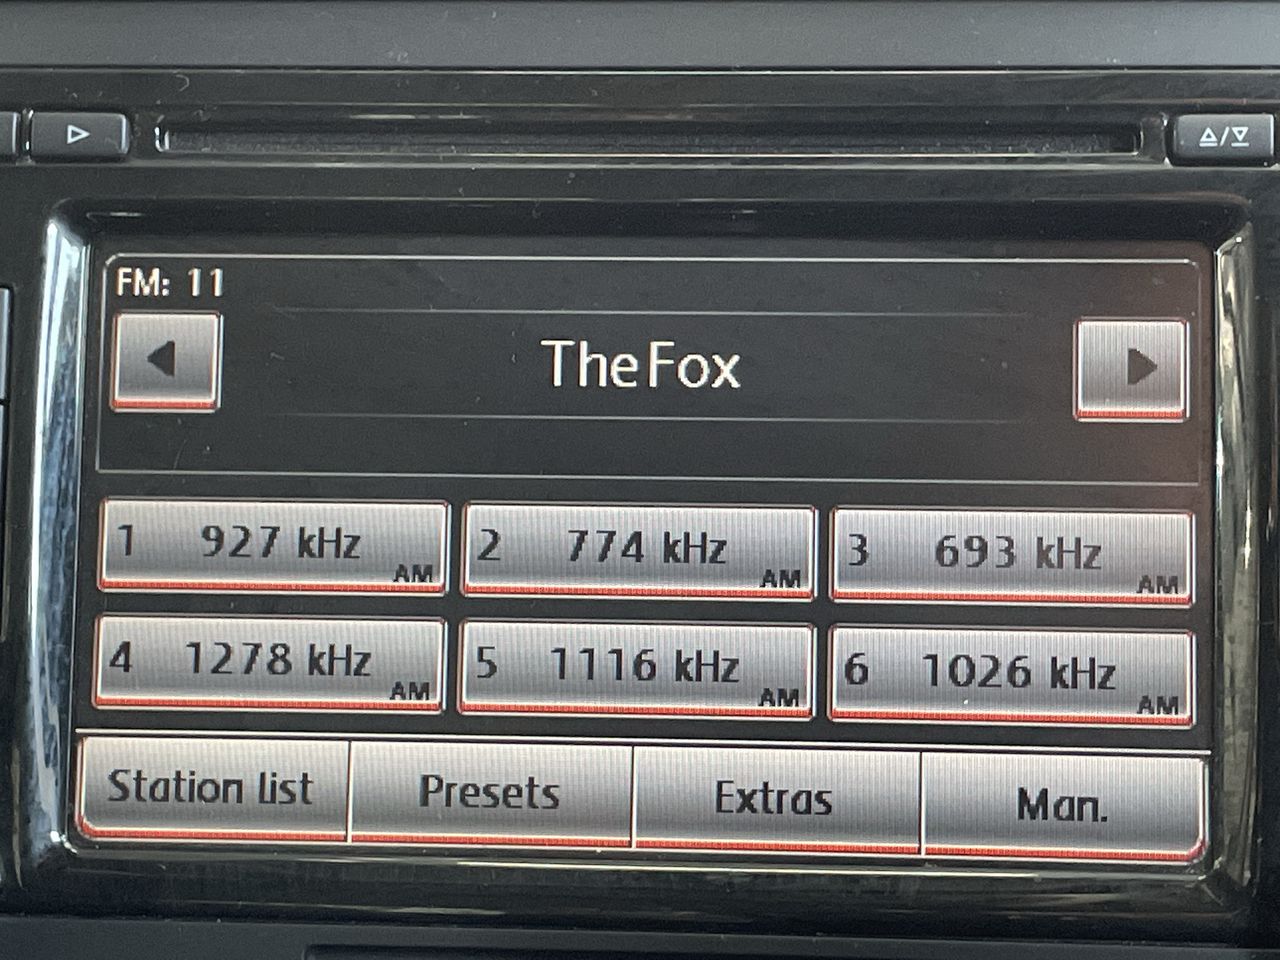 FM: 11
The Fox
1 927 kHz AM
2 774 kHz AM
3 693 kHz AM
4 1278 kHz AM
5 1116 kHz AM
6 1026 kHz AM
Station list Presets Extras Man.